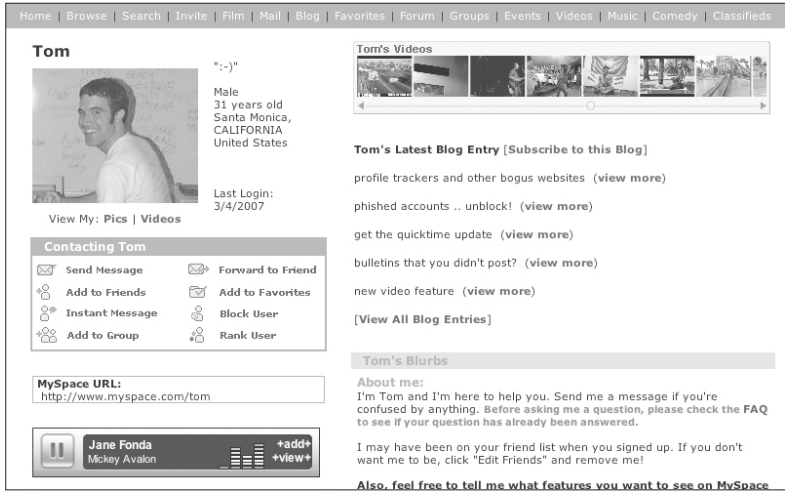 Home | Browse | Search | Invite | Film | Mail | Blog | Favorites | Forum | Groups | Events | Videos | Music | Comedy | Classifieds
Tom
":-)"
Male
31 years old
Santa Monica,
CALIFORNIA
United States
Last Login:
3/4/2007
View My: Pics | Videos
Contacting Tom
Send Message
Forward to Friend
Add to Friends
Add to Favorites
Instant Message
Block User
Add to Group
Rank User
MySpace URL:
http://www.myspace.com/tom
Jane Fonda
Mickey Avalon
+add+
+view+
Tom's Videos
Tom's Latest Blog Entry [Subscribe to this Blog]
profile trackers and other bogus websites (view more)
phished accounts .. unblock! (view more)
get the quicktime update (view more)
bulletins that you didn't post? (view more)
new video feature (view more)
[View All Blog Entries]
Tom's Blurbs
About me:
I'm Tom and I'm here to help you. Send me a message if you're
confused by anything. Before asking me a question, please check the FAQ
to see if your question has already been answered.
I may have been on your friend list when you signed up. If you don't
want me to be, click "Edit Friends" and remove me!
Also, feel free to tell me what features you want to see on MySpace